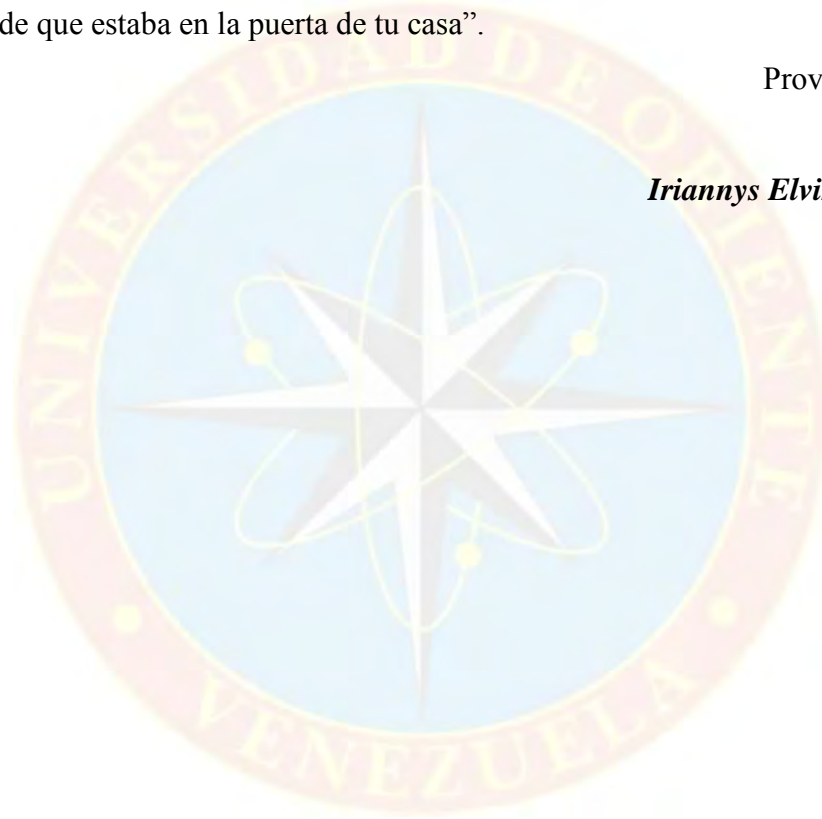 de que estaba en la puerta de tu casa”.
Prov
Iriannys Elvi
UNIVERSIDAD DE ORIENTE
VENEZUELA